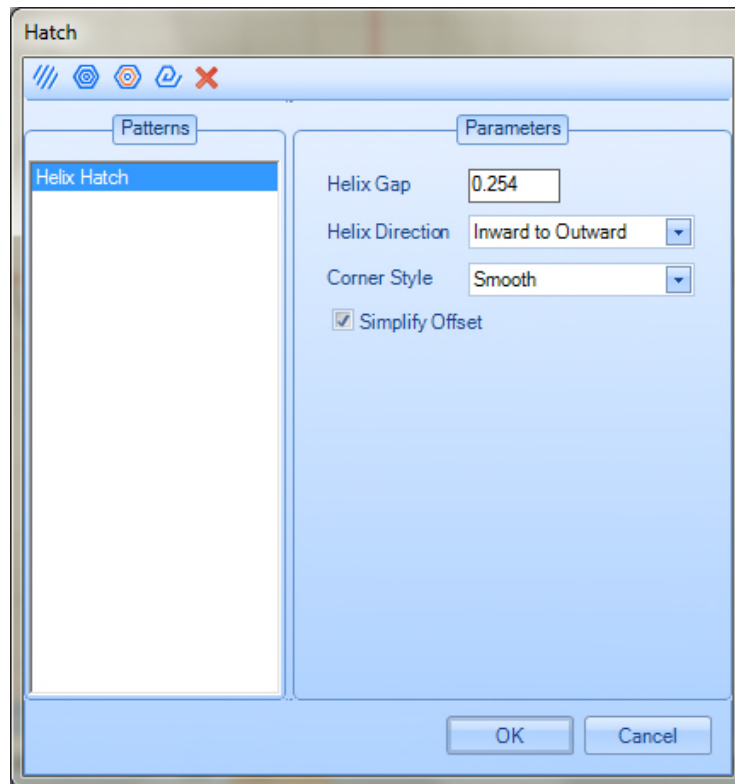 Hatch
Patterns
Parameters
Helix Hatch
Helix Gap 0.254
Helix Direction Inward to Outward
Corner Style Smooth
Simplify Offset
OK Cancel